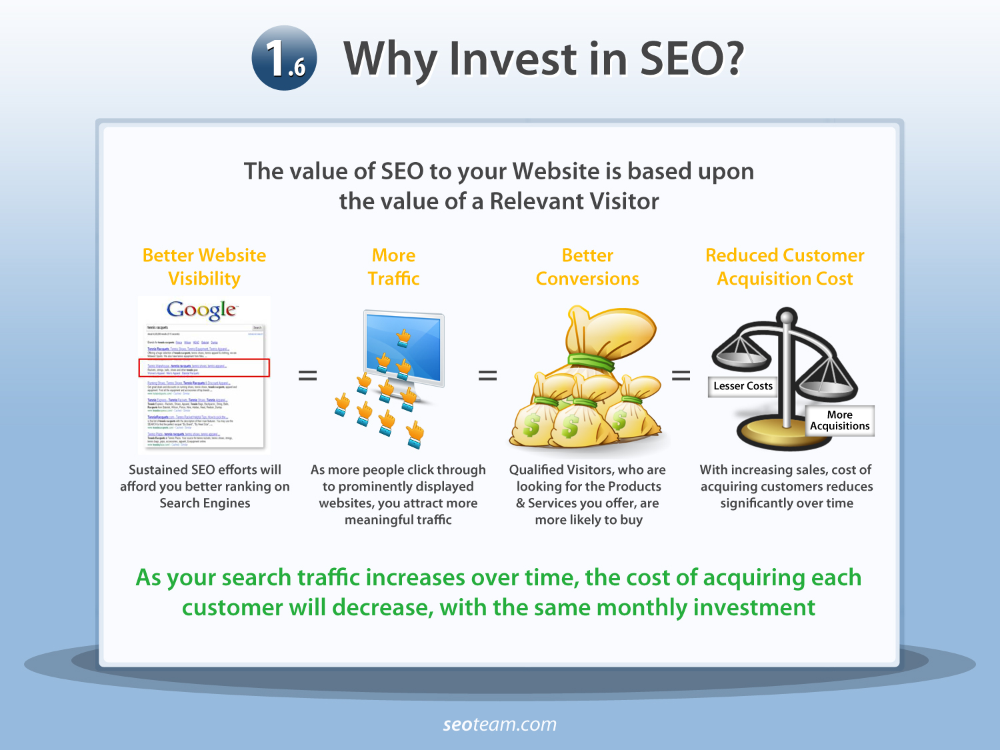 1.6 Why Invest in SEO?
The value of SEO to your Website is based upon
the value of a Relevant Visitor
Better Website
Visibility
Google
tennis racquets
Search
=
More
Traffic
=
Better
Conversions
=
Reduced Customer
Acquisition Cost
$
$
$
Lesser Costs
More
Acquisitions
Sustained SEO efforts will
afford you better ranking on
Search Engines
As more people click through
to prominently displayed
websites, you attract more
meaningful traffic
Qualified Visitors, who are
looking for the Products
& Services you offer, are
more likely to buy
With increasing sales, cost of
acquiring customers reduces
significantly over time
As your search traffic increases over time, the cost of acquiring each
customer will decrease, with the same monthly investment
seoteam.com